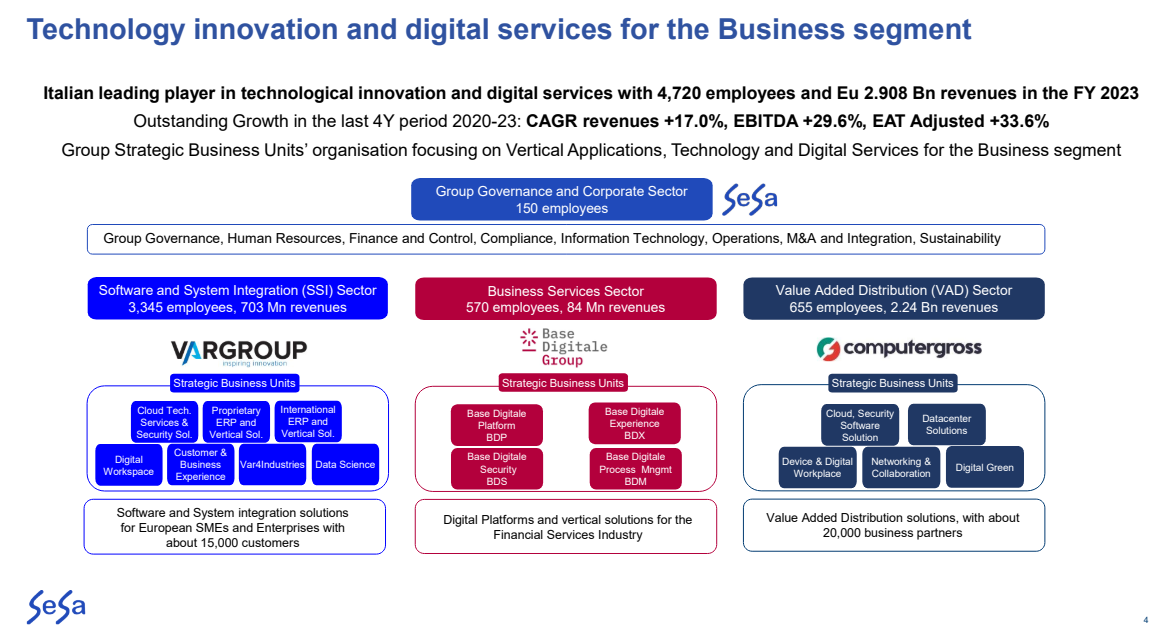 Technology innovation and digital services for the Business segment
Italian leading player in technological innovation and digital services with 4,720 employees and Eu 2.908 Bn revenues in the FY 2023
Outstanding Growth in the last 4Y period 2020-23: CAGR revenues +17.0%, EBITDA +29.6%, EAT Adjusted +33.6%
Group Strategic Business Units’ organisation focusing on Vertical Applications, Technology and Digital Services for the Business segment
Group Governance and Corporate Sector
150 employees
SeSa
Group Governance, Human Resources, Finance and Control, Compliance, Information Technology, Operations, M&A and Integration, Sustainability
Software and System Integration (SSI) Sector
3,345 employees, 703 Mn revenues
VARGROUP
inspiring innovation
Strategic Business Units
Cloud Tech.
Services &
Security Sol.
Proprietary
ERP and
Vertical Sol.
International
ERP and
Vertical Sol.
Digital
Workspace
Customer &
Business
Experience
Var4Industries
Data Science
Software and System integration solutions
for European SMEs and Enterprises with
about 15,000 customers
Business Services Sector
570 employees, 84 Mn revenues
Base
Digitale
Group
Strategic Business Units
Base Digitale
Platform
BDP
Base Digitale
Experience
BDX
Base Digitale
Security
BDS
Base Digitale
Process Mngmt
BDM
Digital Platforms and vertical solutions for the
Financial Services Industry
Value Added Distribution (VAD) Sector
655 employees, 2.24 Bn revenues
computergross
Strategic Business Units
Cloud, Security
Software
Solution
Datacenter
Solutions
Device & Digital
Workplace
Networking &
Collaboration
Digital Green
Value Added Distribution solutions, with about
20,000 business partners
SeSa
4